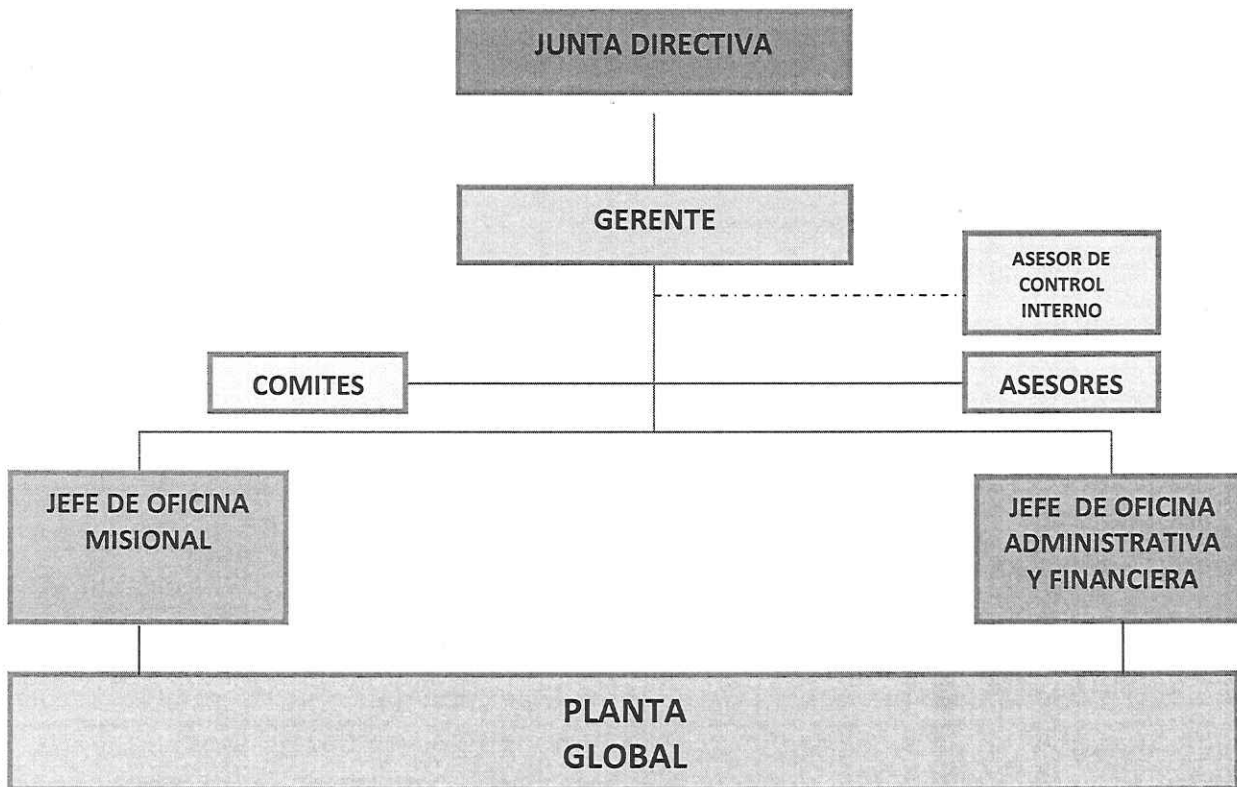 JUNTA DIRECTIVA
GERENTE
ASESOR DE
CONTROL
INTERNO
COMITES
ASESORES
JEFE DE OFICINA
MISIONAL
JEFE DE OFICINA
ADMINISTRATIVA
Y FINANCIERA
PLANTA
GLOBAL